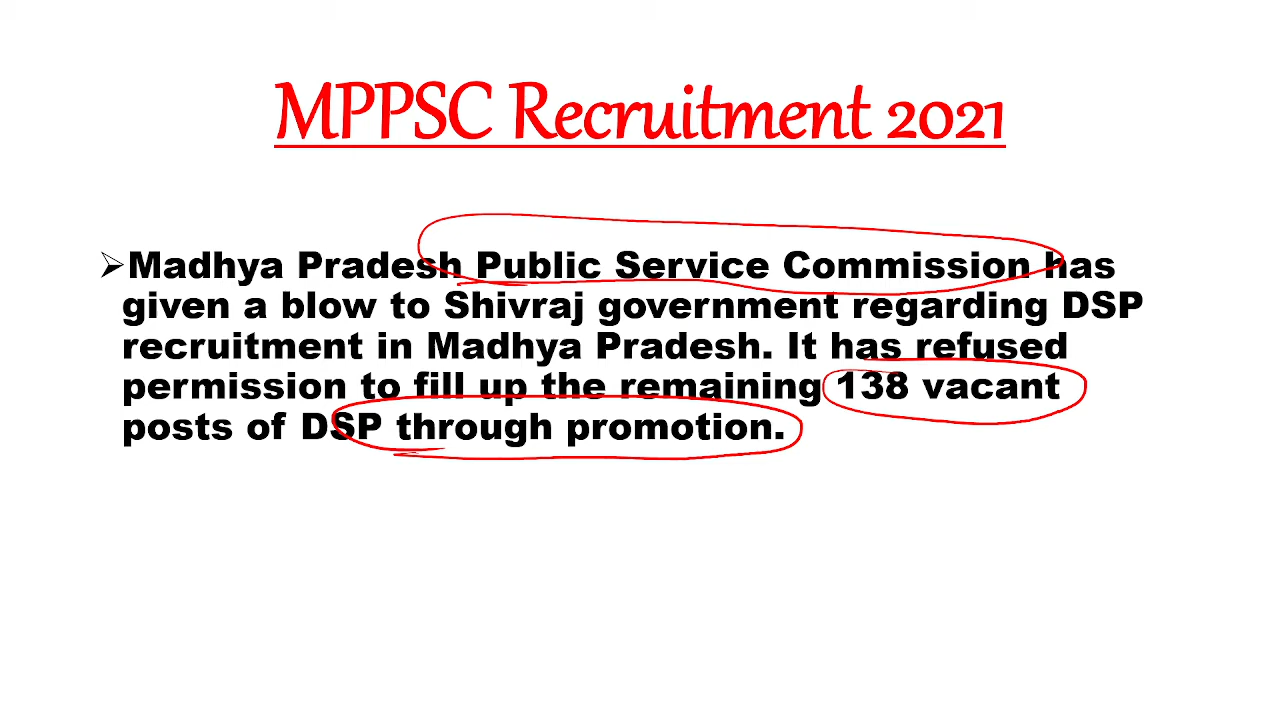 MPPSC Recruitment 2021
➢Madhya Pradesh Public Service Commission has
given a blow to Shivraj government regarding DSP
recruitment in Madhya Pradesh. It has refused
permission to fill up the remaining 138 vacant
posts of DSP through promotion.